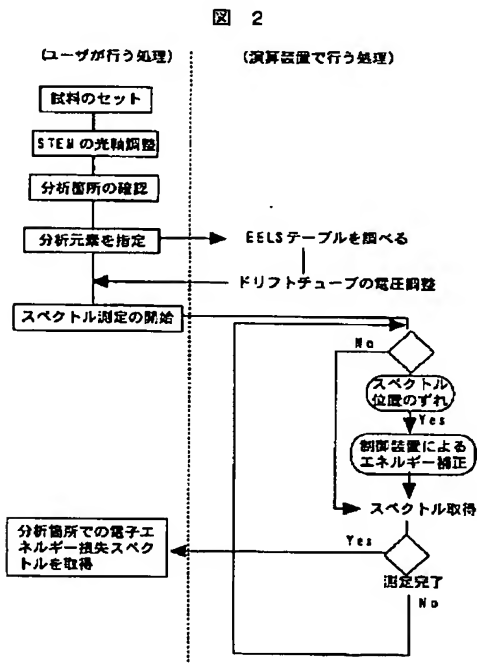 図 2
(ユーザが行う処理)
(演算装置で行う処理)
試料のセット
STEMの光軸調整
分析箇所の確認
分析元素を指定
EELSテーブルを調べる
ドリフトチューブの電圧調整
スペクトル測定の開始
No
スペクトル
位置のずれ
Yes
制御装置による
エネルギー補正
スペクトル取得
分析箇所での電子エ
ネルギー損失スペク
トルを取得
Yes
測定完了
No